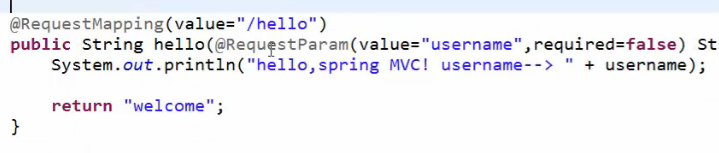 @RequestMapping(value="/hello")
public String hello(@RequestParam(value="username",required=false) St
System.out.println("hello,spring MVC! username--> " + username);
return "welcome";
}